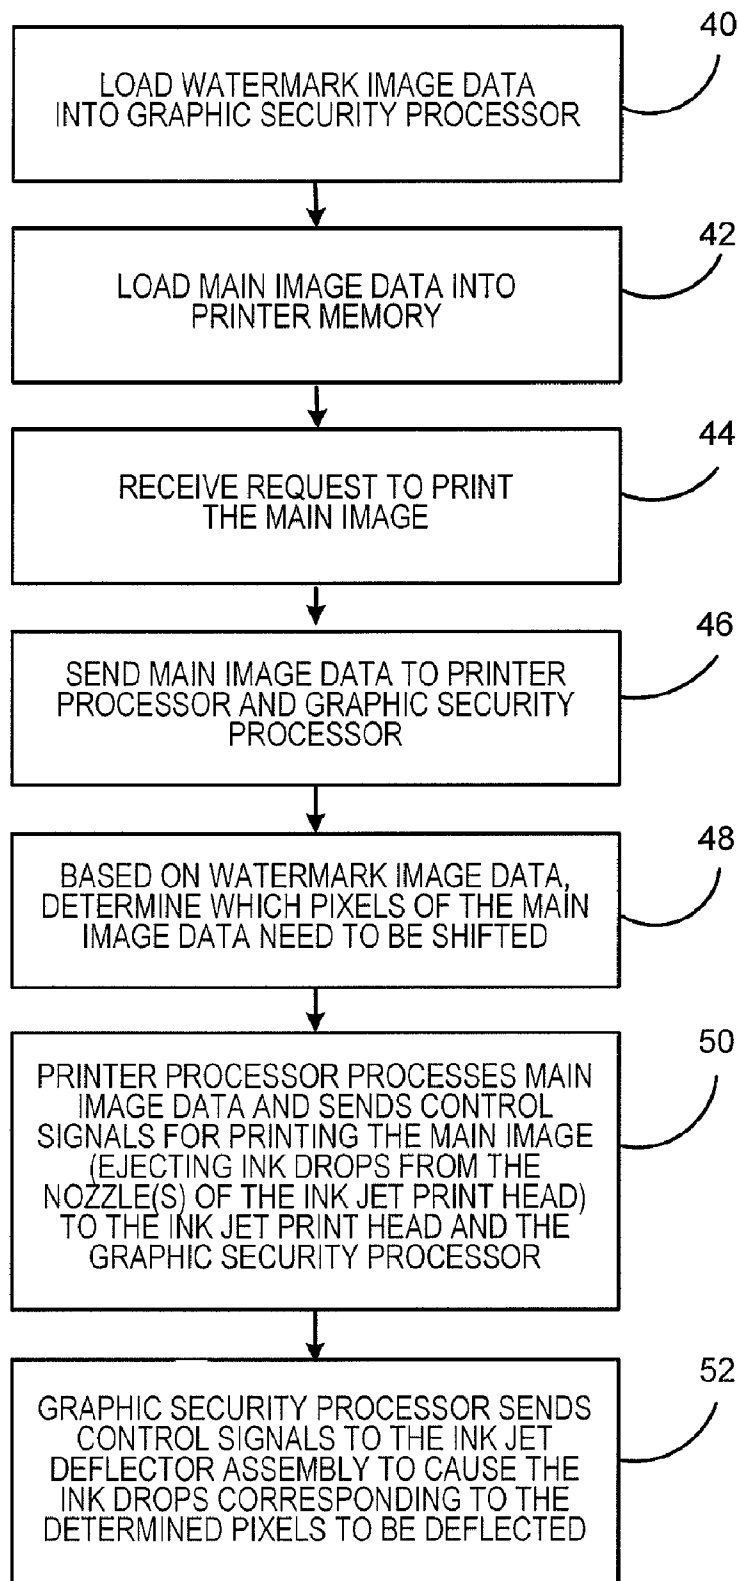 40
LOAD WATERMARK IMAGE DATA
INTO GRAPHIC SECURITY PROCESSOR
42
LOAD MAIN IMAGE DATA INTO
PRINTER MEMORY
44
RECEIVE REQUEST TO PRINT
THE MAIN IMAGE
46
SEND MAIN IMAGE DATA TO PRINTER
PROCESSOR AND GRAPHIC SECURITY
PROCESSOR
48
BASED ON WATERMARK IMAGE DATA,
DETERMINE WHICH PIXELS OF THE MAIN
IMAGE DATA NEED TO BE SHIFTED
50
PRINTER PROCESSOR PROCESSES MAIN
IMAGE DATA AND SENDS CONTROL
SIGNALS FOR PRINTING THE MAIN IMAGE
(EJECTING INK DROPS FROM THE
NOZZLE(S) OF THE INK JET PRINT HEAD)
TO THE INK JET PRINT HEAD AND THE
GRAPHIC SECURITY PROCESSOR
52
GRAPHIC SECURITY PROCESSOR SENDS
CONTROL SIGNALS TO THE INK JET
DEFLECTOR ASSEMBLY TO CAUSE THE
INK DROPS CORRESPONDING TO THE
DETERMINED PIXELS TO BE DEFLECTED